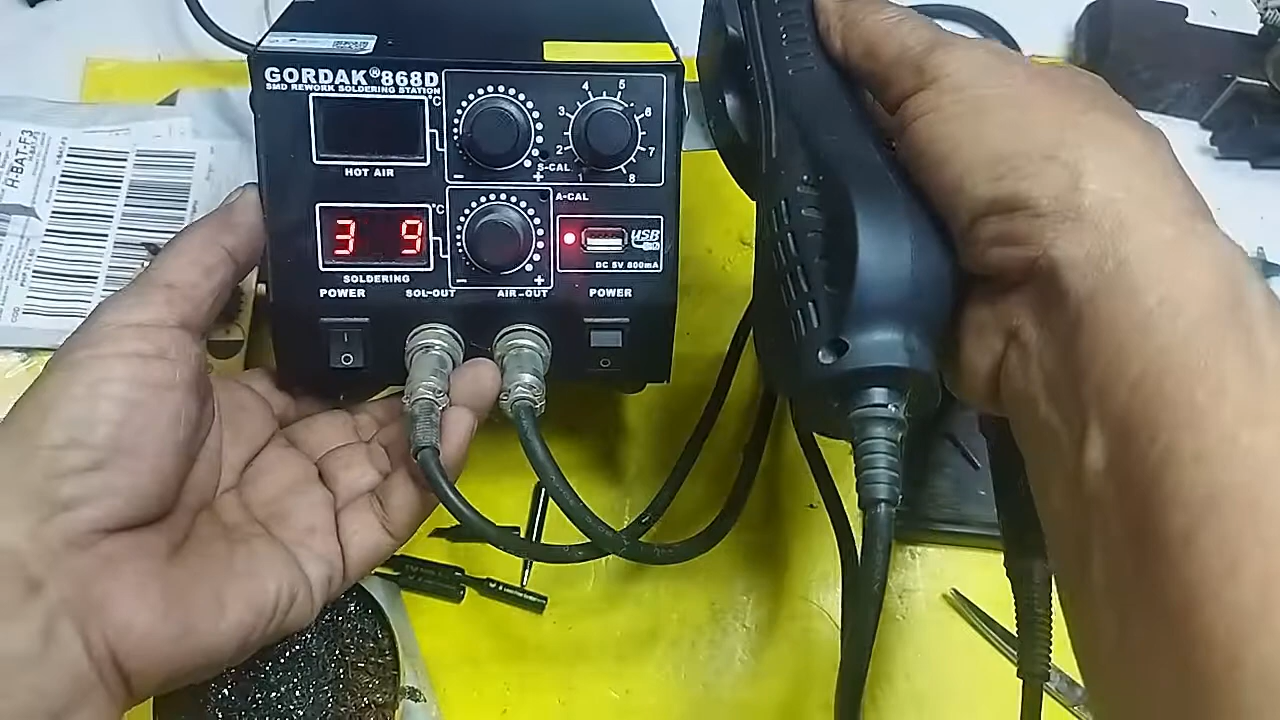 GORDAK® 868D
SMD REWORK SOLDERING STATION
°C
HOT AIR
4 5
3 6
2 7
1 8
S-CAL
- +
A-CAL
3 9
°C
SOLDERING
- +
USB
DC 5V 800mA
POWER SOL-OUT AIR-OUT POWER
H-BAT-F3
COD